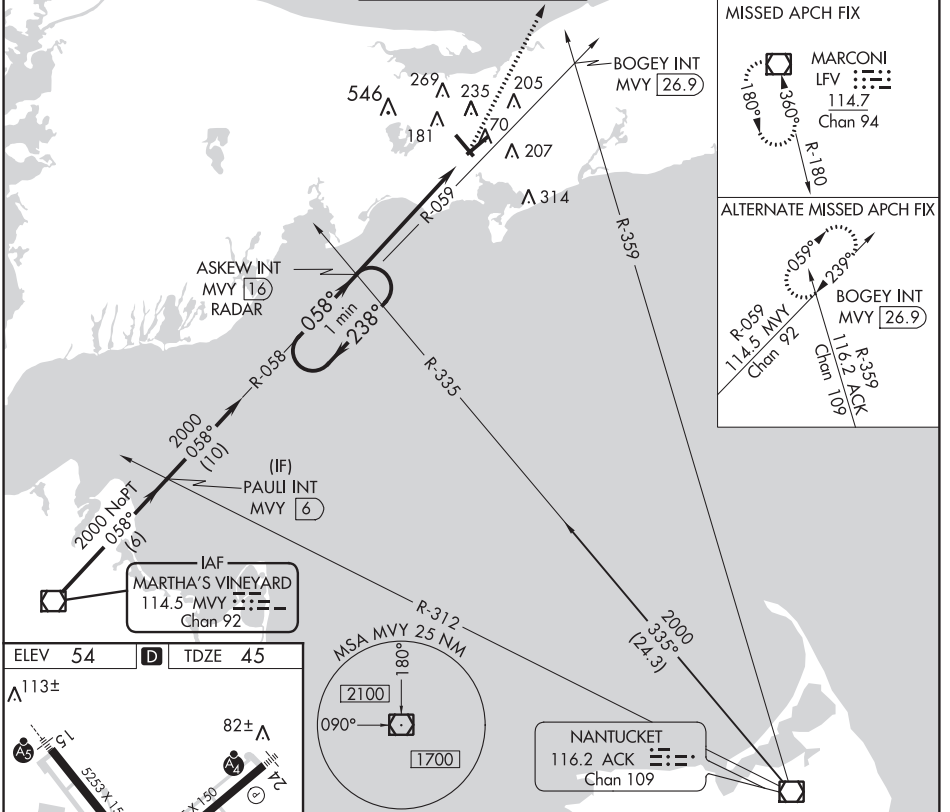 MISSED APCH FIX
MARCONI
LFV
114.7
Chan 94
180°
360°
R-180
BOGEY INT
MVY 26.9
546
269
235
205
181
70
207
314
R-059
R-359
ALTERNATE MISSED APCH FIX
059°
239°
BOGEY INT
MVY 26.9
R-059
114.5 MVY
Chan 92
R-359
116.2 ACK
Chan 109
ASKEW INT
MVY 16
RADAR
058°
1 min
238°
R-058
R-335
2000
058°
(10)
(IF)
PAULI INT
MVY 6
2000 NoPT
058°
(6)
IAF
MARTHA'S VINEYARD
114.5 MVY
Chan 92
R-312
2000
335°
(24.3)
MSA MVY 25 NM
180°
2100
090°
1700
NANTUCKET
116.2 ACK
Chan 109
ELEV 54 D TDZE 45
113±
82±
A5
15
A4
24
P